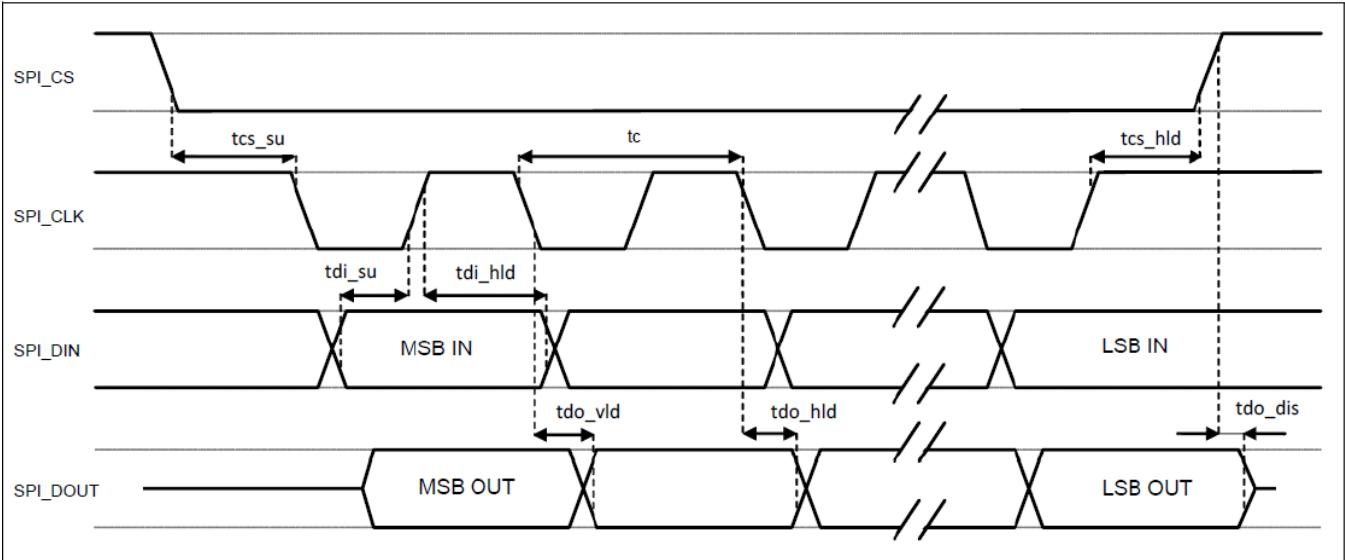 SPI_CS
tcs_su
tc
tcs_hld
SPI_CLK
tdi_su
tdi_hld
SPI_DIN
MSB IN
LSB IN
tdo_vld
tdo_hld
tdo_dis
SPI_DOUT
MSB OUT
LSB OUT